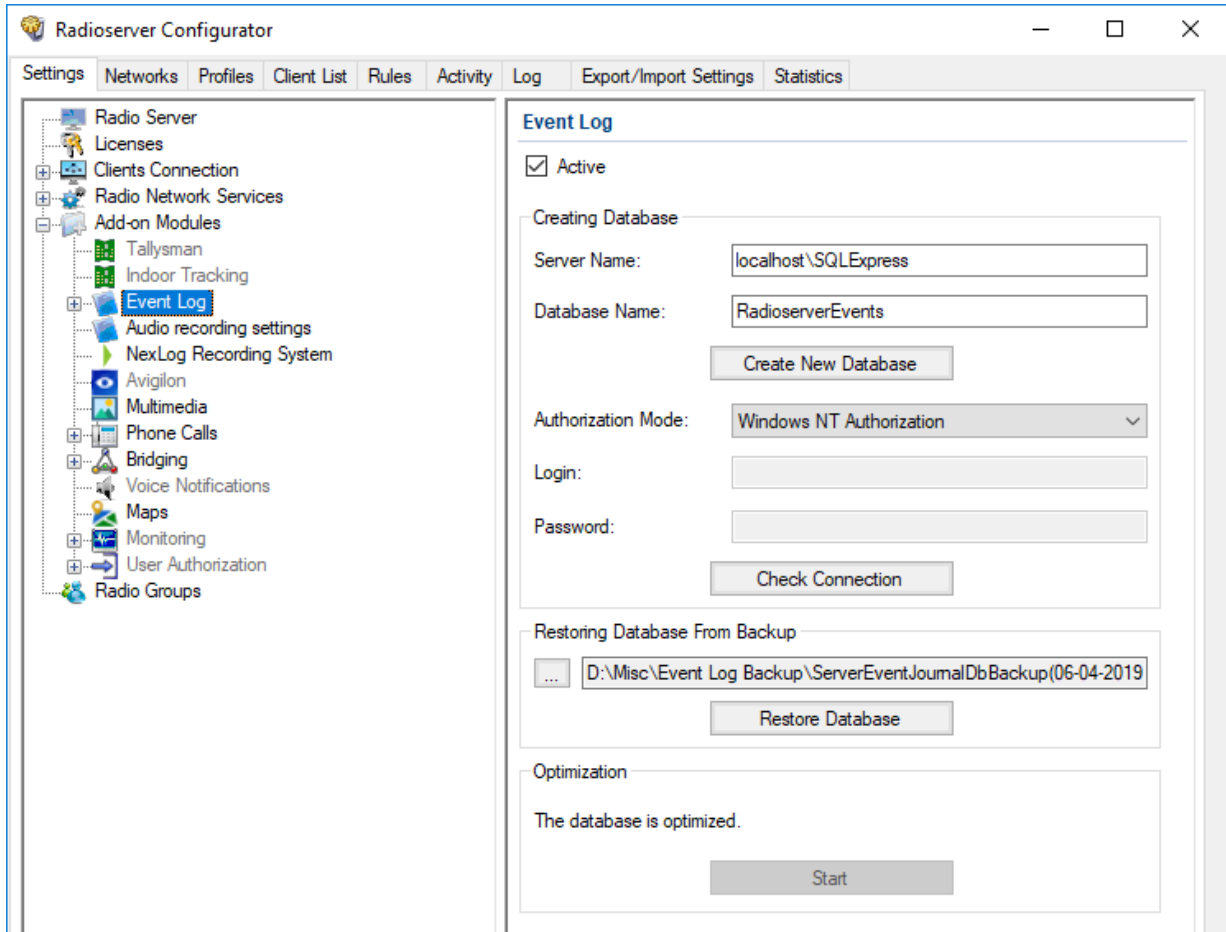 Radioserver Configurator
Settings Networks Profiles Client List Rules Activity Log Export/Import Settings Statistics
Radio Server
Licenses
Clients Connection
Radio Network Services
Add-on Modules
Tallysman
Indoor Tracking
Event Log
Audio recording settings
NexLog Recording System
Avigilon
Multimedia
Phone Calls
Bridging
Voice Notifications
Maps
Monitoring
User Authorization
Radio Groups
Event Log
Active
Creating Database
Server Name: localhost\SQLExpress
Database Name: RadioserverEvents
Create New Database
Authorization Mode: Windows NT Authorization
Login:
Password:
Check Connection
Restoring Database From Backup
... D:\Misc\Event Log Backup\ServerEventJournalDbBackup(06-04-2019
Restore Database
Optimization
The database is optimized.
Start